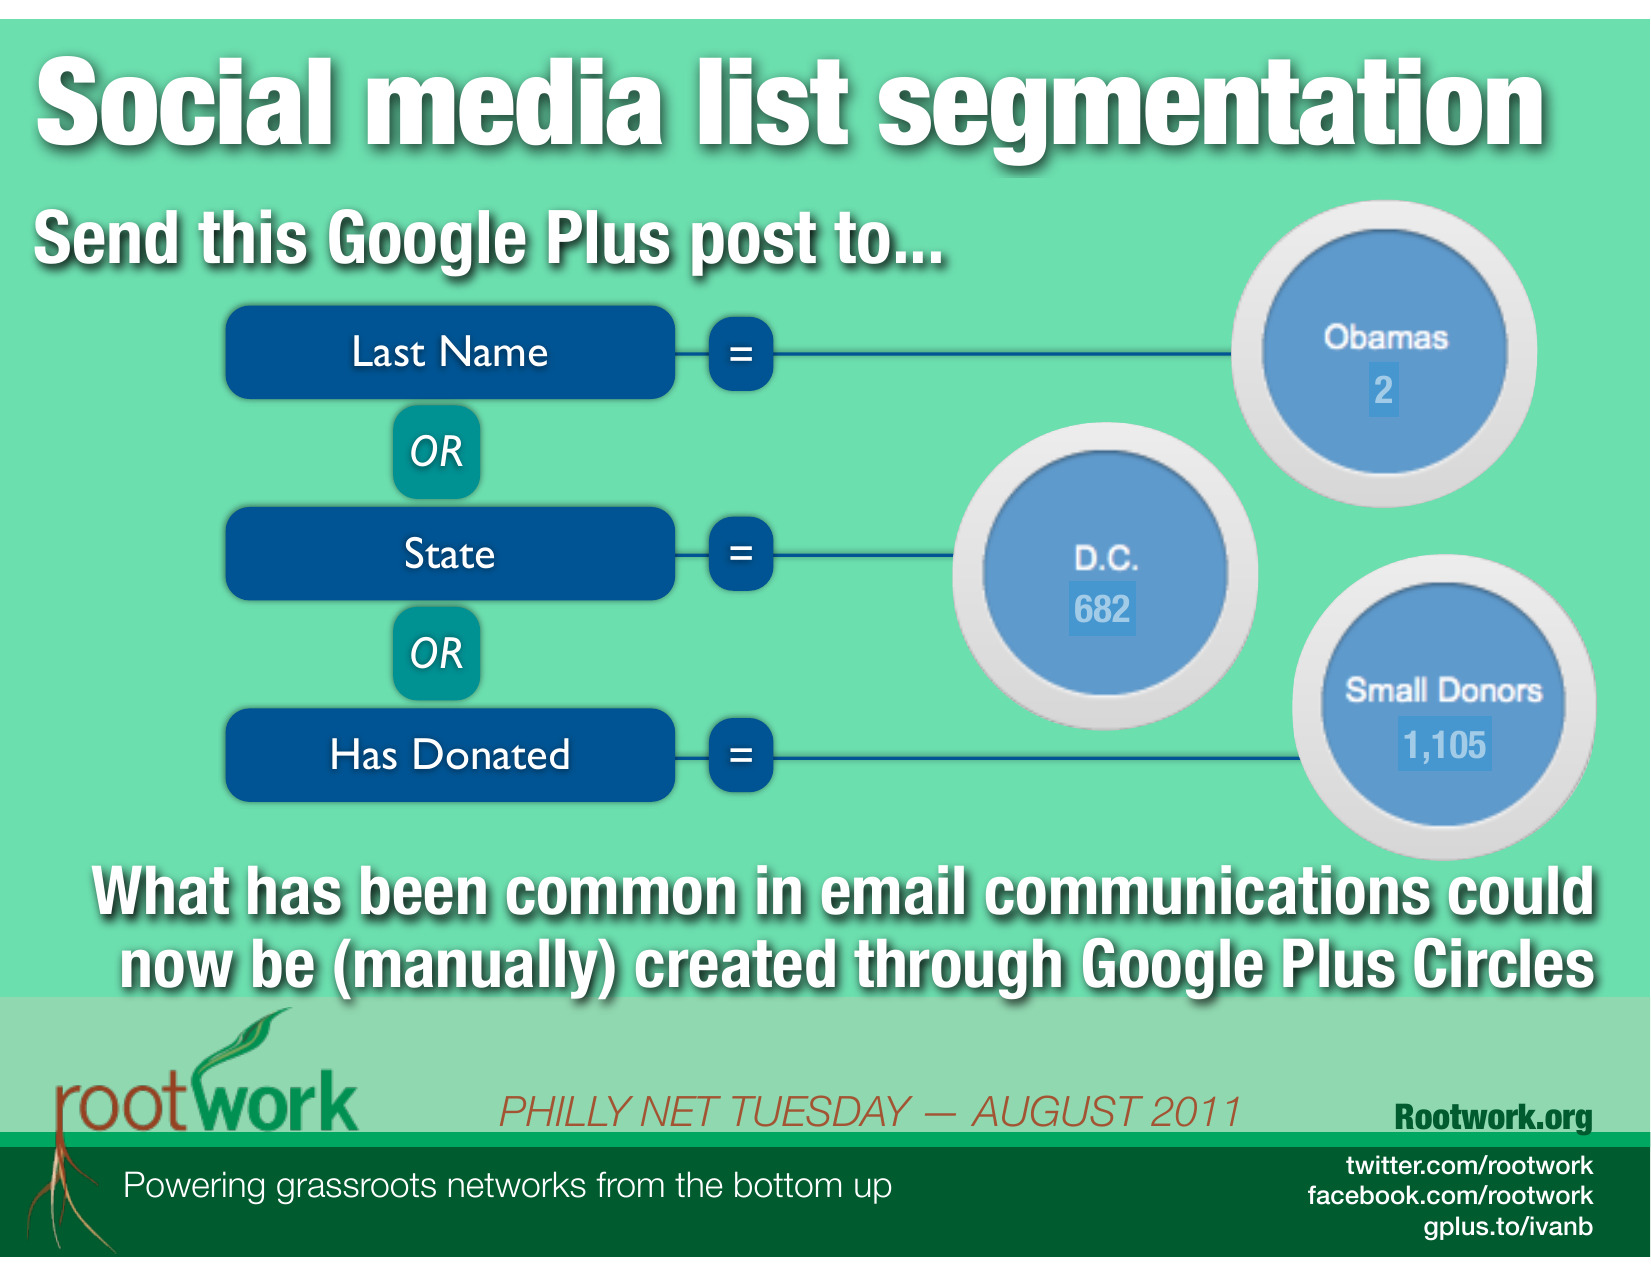 Social media list segmentation
Send this Google Plus post to...
Last Name = Obamas
2
OR
State = D.C.
682
OR
Has Donated = Small Donors
1,105
What has been common in email communications could
now be (manually) created through Google Plus Circles
rootwork
PHILLY NET TUESDAY — AUGUST 2011
Rootwork.org
Powering grassroots networks from the bottom up
twitter.com/rootwork
facebook.com/rootwork
gplus.to/ivanb